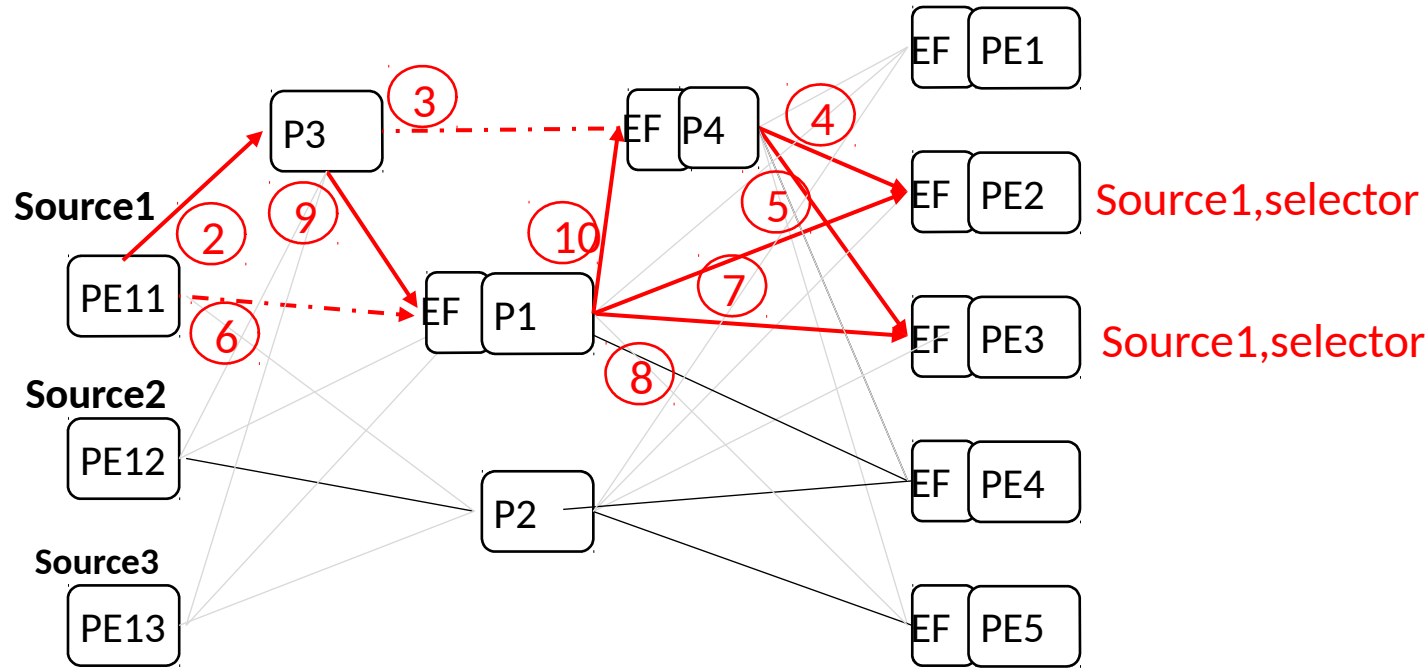 EF PE1
3
P3
EF P4
4
EF PE2
Source1,selector
Source1
9
5
2
10
PE11
EF P1
7
6
EF PE3
Source1,selector
8
Source2
PE12
EF PE4
P2
Source3
PE13
EF PE5